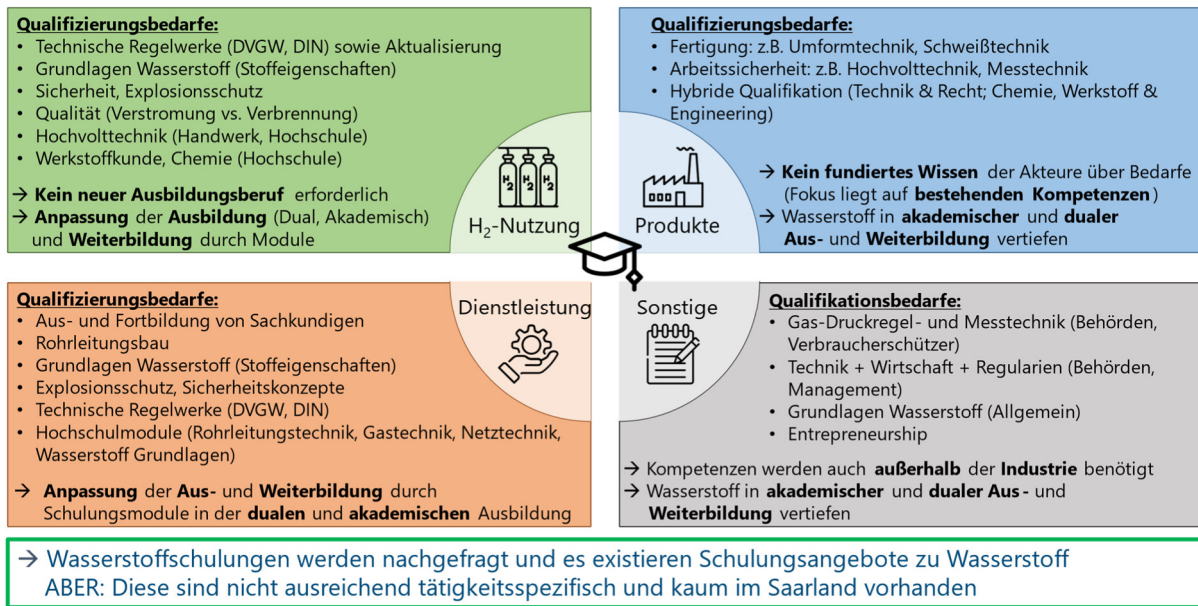 Qualifizierungsbedarfe:
• Technische Regelwerke (DVGW, DIN) sowie Aktualisierung
• Grundlagen Wasserstoff (Stoffeigenschaften)
• Sicherheit, Explosionsschutz
• Qualität (Verstromung vs. Verbrennung)
• Hochvolttechnik (Handwerk, Hochschule)
• Werkstoffkunde, Chemie (Hochschule)
→ Kein neuer Ausbildungsberuf erforderlich
→ Anpassung der Ausbildung (Dual, Akademisch)
und Weiterbildung durch Module
H2
H2-Nutzung
Qualifizierungsbedarfe:
• Fertigung: z.B. Umformtechnik, Schweißtechnik
• Arbeitssicherheit: z.B. Hochvolttechnik, Messtechnik
• Hybride Qualifikation (Technik & Recht; Chemie, Werkstoff &
Engineering)
→ Kein fundiertes Wissen der Akteure über Bedarfe
(Fokus liegt auf bestehenden Kompetenzen)
→ Wasserstoff in akademischer und dualer
Aus- und Weiterbildung vertiefen
Produkte
Qualifizierungsbedarfe:
• Aus- und Fortbildung von Sachkundigen
• Rohrleitungsbau
• Grundlagen Wasserstoff (Stoffeigenschaften)
• Explosionsschutz, Sicherheitskonzepte
• Technische Regelwerke (DVGW, DIN)
• Hochschulmodule (Rohrleitungstechnik, Gastechnik, Netztechnik,
Wasserstoff Grundlagen)
→ Anpassung der Aus- und Weiterbildung durch
Schulungsmodule in der dualen und akademischen Ausbildung
Dienstleistung
Sonstige
Qualifikationsbedarfe:
• Gas-Druckregel- und Messtechnik (Behörden,
Verbraucherschützer)
• Technik + Wirtschaft + Regularien (Behörden,
Management)
• Grundlagen Wasserstoff (Allgemein)
• Entrepreneurship
→ Kompetenzen werden auch außerhalb der Industrie benötigt
→ Wasserstoff in akademischer und dualer Aus- und
Weiterbildung vertiefen
→ Wasserstoffschulungen werden nachgefragt und es existieren Schulungsangebote zu Wasserstoff
ABER: Diese sind nicht ausreichend tätigkeitsspezifisch und kaum im Saarland vorhanden